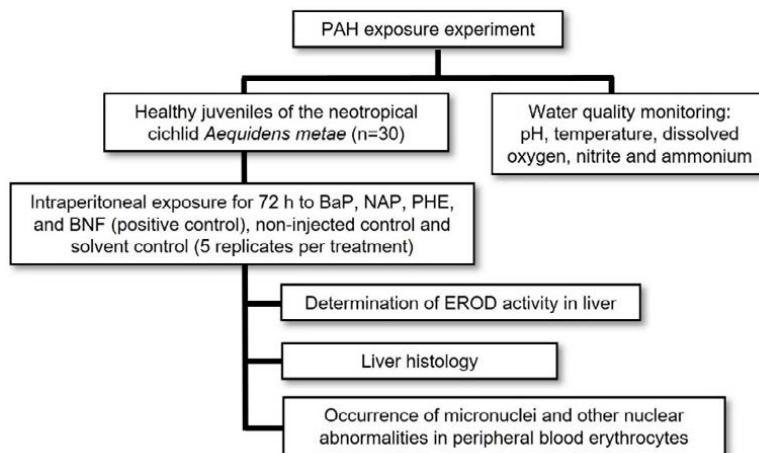 PAH exposure experiment
Healthy juveniles of the neotropical
cichlid Aequidens metae (n=30)
Water quality monitoring:
pH, temperature, dissolved
oxygen, nitrite and ammonium
Intraperitoneal exposure for 72 h to BaP, NAP, PHE,
and BNF (positive control), non-injected control and
solvent control (5 replicates per treatment)
Determination of EROD activity in liver
Liver histology
Occurrence of micronuclei and other nuclear
abnormalities in peripheral blood erythrocytes